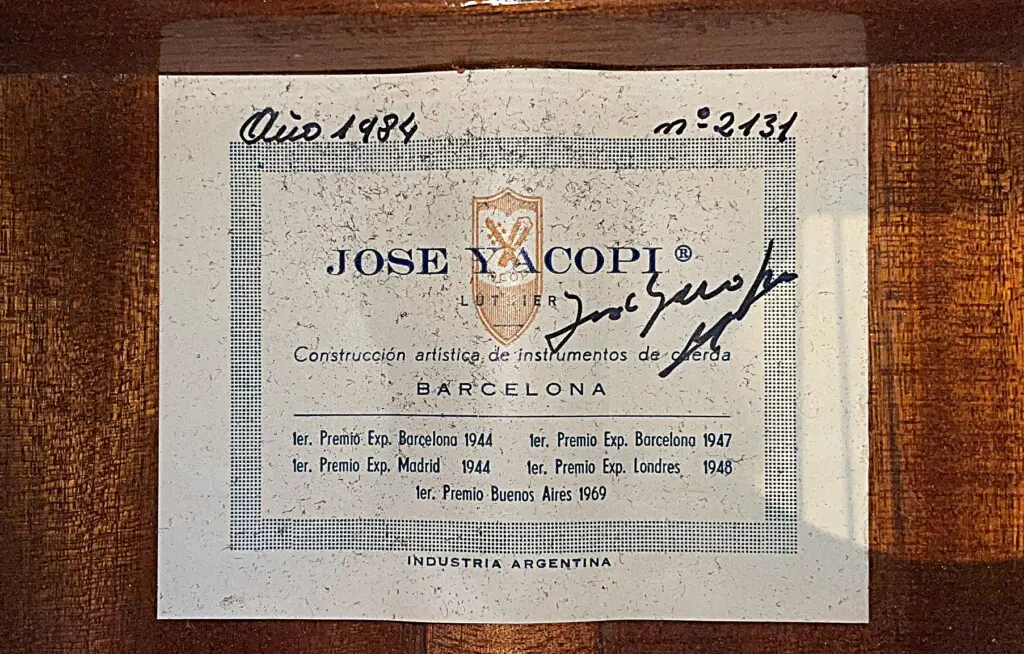 Año 1984 nº 2131
JOSE YACOPI ®
LUTHIER
Construcción artística de instrumentos de cuerda
BARCELONA
1er. Premio Exp. Barcelona 1944 1er. Premio Exp. Barcelona 1947
1er. Premio Exp. Madrid 1944 1er. Premio Exp. Londres 1948
1er. Premio Buenos Aires 1969
INDUSTRIA ARGENTINA